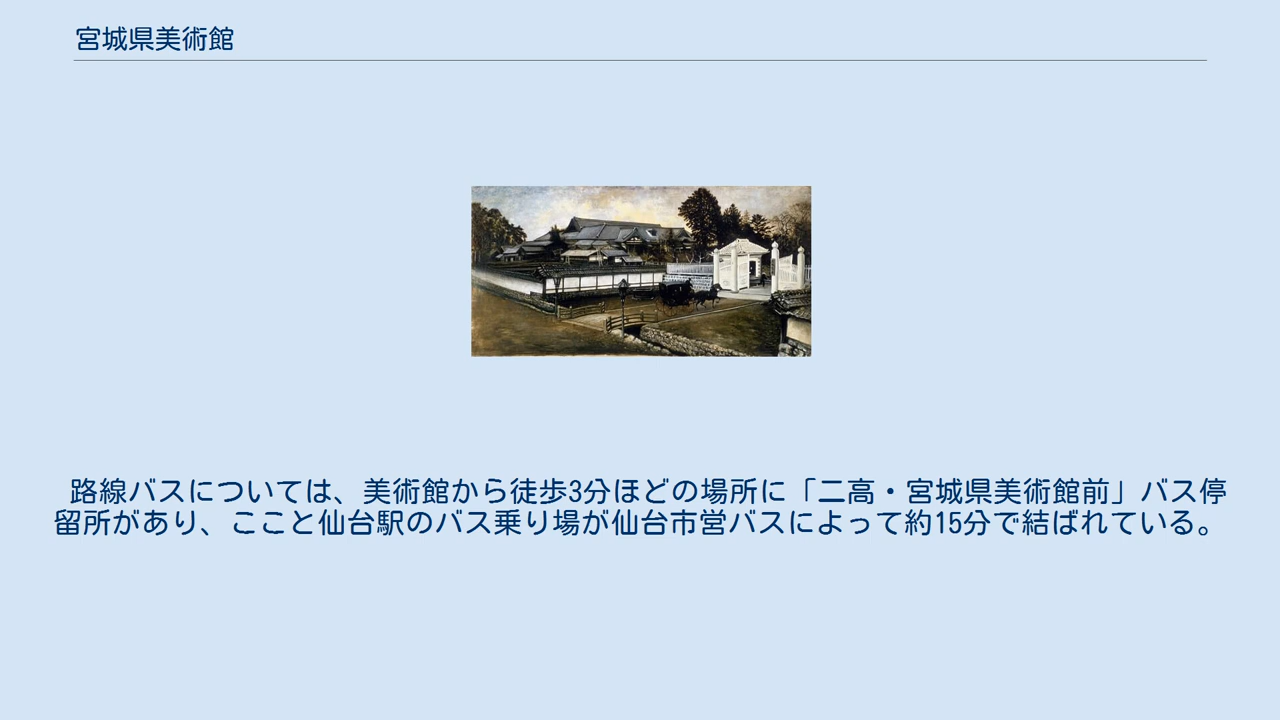 宮城県美術館
路線バスについては、美術館から徒歩3分ほどの場所に「二高・宮城県美術館前」バス停
留所があり、ここと仙台駅のバス乗り場が仙台市営バスによって約15分で結ばれている。